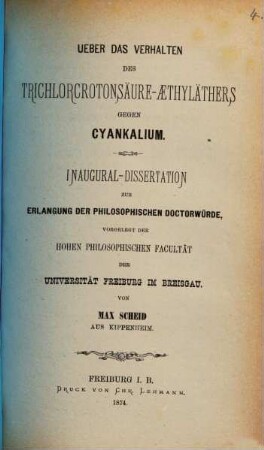 4.
UEBER DAS VERHALTEN
DES
TRICHLORCROTONSÄURE-ÆTHYLÄTHERS
GEGEN
CYANKALIUM.
INAUGURAL-DISSERTATION
ZUR
ERLANGUNG DER PHILOSOPHISCHEN DOCTORWÜRDE,
VORGELEGT DER
HOHEN PHILOSOPHISCHEN FACULTÄT
DER
UNIVERSITÄT FREIBURG IM BREISGAU.
VON
MAX SCHEID
AUS KIPPENHEIM.
FREIBURG I. B.
DRUCK VON CHR. LEHMANN.
1874.